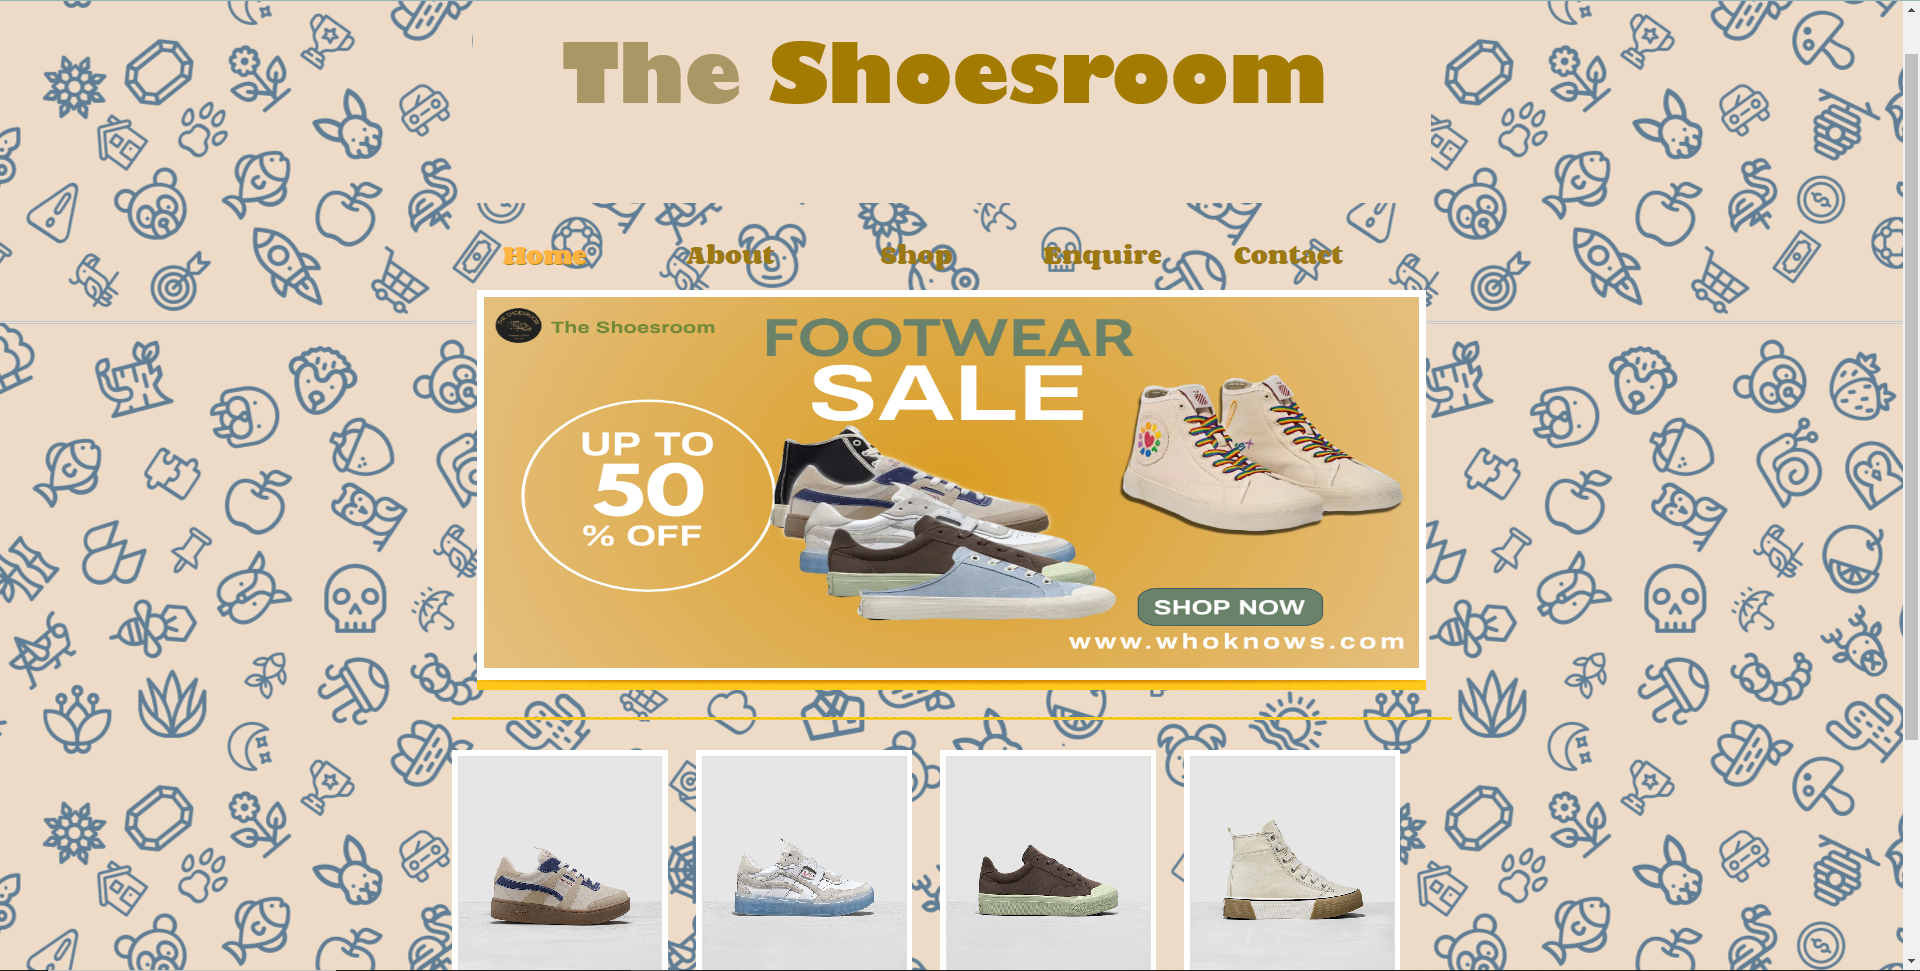 The Shoesroom
Home About Shop Enquire Contact
The Shoesroom
FOOTWEAR
SALE
UP TO
50
% OFF
SHOP NOW
www.whoknows.com